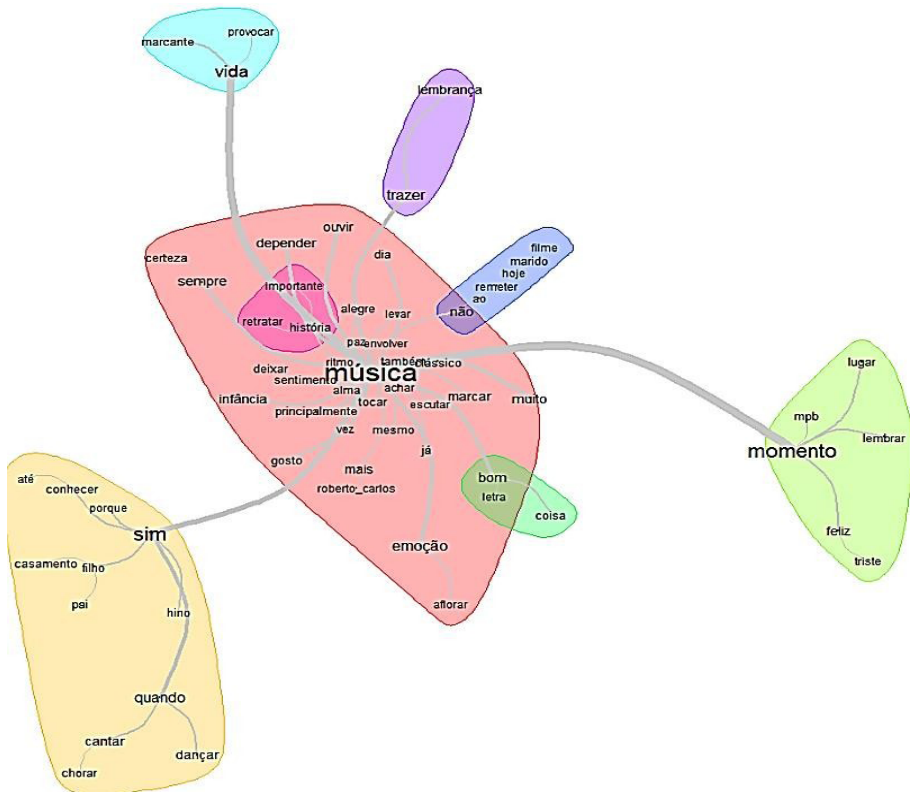 provocar
marcante
vida
lembrança
trazer
ouvir
depender
dia
certeza
sempre
importante
filme
marido
hoje
remeter
ao
não
alegre
levar
retratar
história
paz
envolver
ritmo
também
clássico
deixar
sentimento
música
alma
achar
infância
principalmente
tocar
escutar
marcar
muito
vez
mesmo
já
gosto
mais
roberto_carlos
bom
letra
coisa
emoção
aflorar
lugar
mpb
lembrar
momento
feliz
triste
até
conhecer
porque
sim
casamento
filho
pai
hino
quando
cantar
dançar
chorar